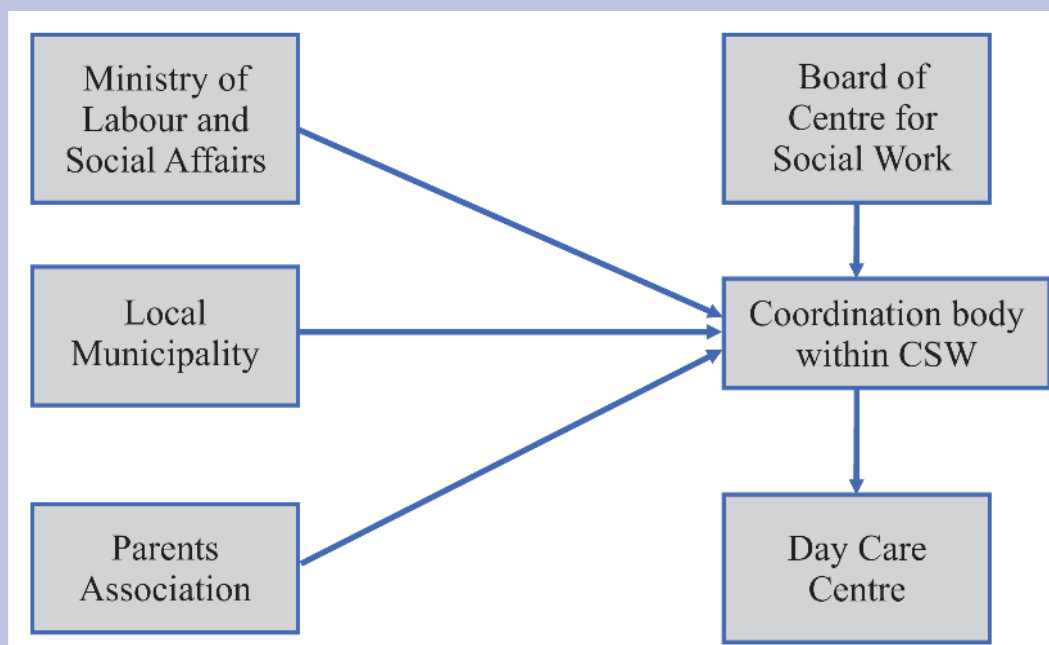 Ministry of
Labour and
Social Affairs
Board of
Centre for
Social Work
Local
Municipality
Coordination body
within CSW
Parents
Association
Day Care
Centre